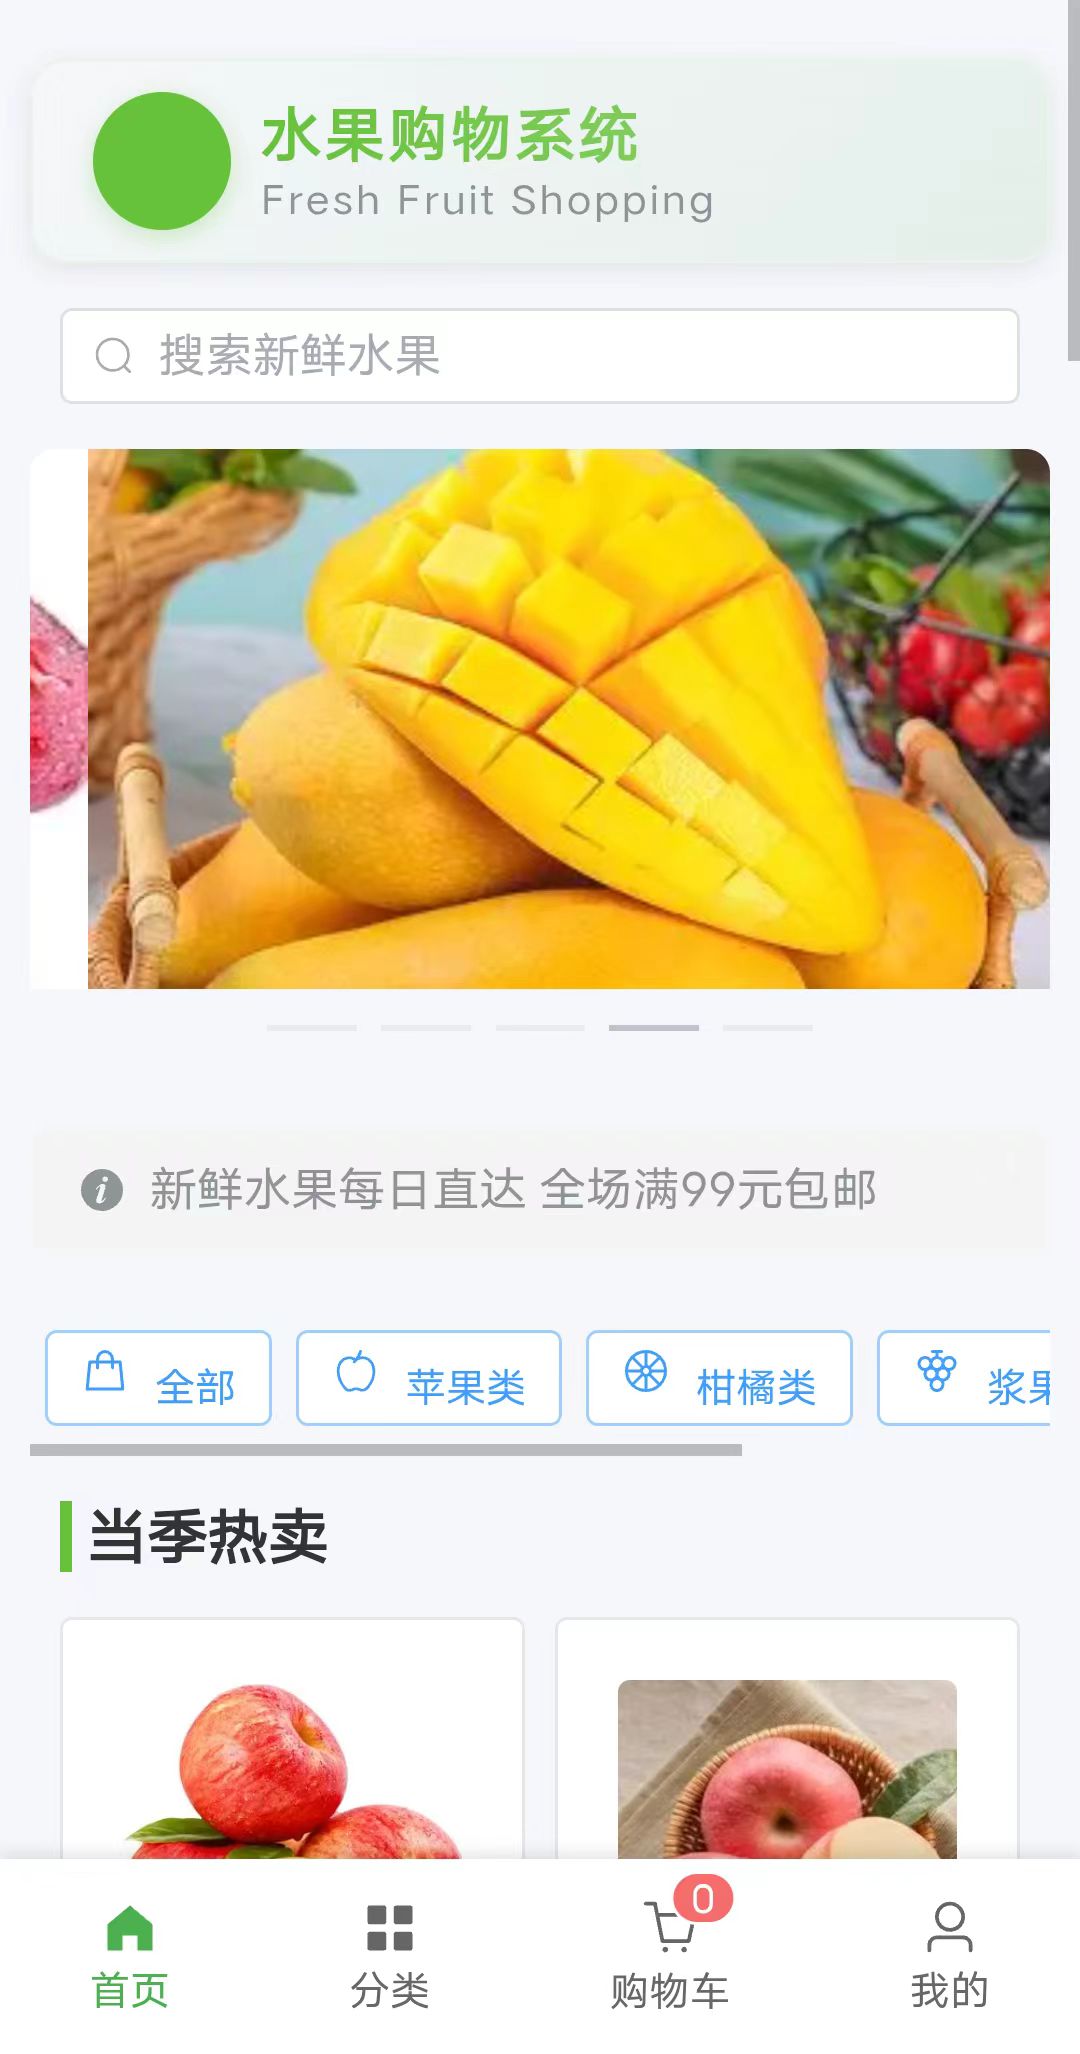 水果购物系统
Fresh Fruit Shopping
搜索新鲜水果
新鲜水果每日直达 全场满99元包邮
全部
苹果类
柑橘类
浆果
当季热卖
0
首页
分类
购物车
我的